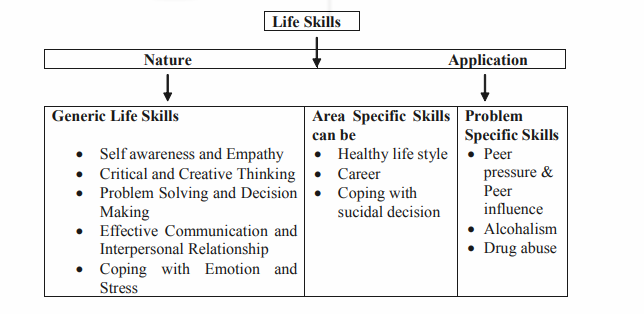 Life Skills
Nature
Application
Generic Life Skills
• Self awareness and Empathy
• Critical and Creative Thinking
• Problem Solving and Decision
Making
• Effective Communication and
Interpersonal Relationship
• Coping with Emotion and
Stress
Area Specific Skills
can be
• Healthy life style
• Career
• Coping with
sucidal decision
Problem
Specific Skills
• Peer
pressure &
Peer
influence
• Alcohalism
• Drug abuse